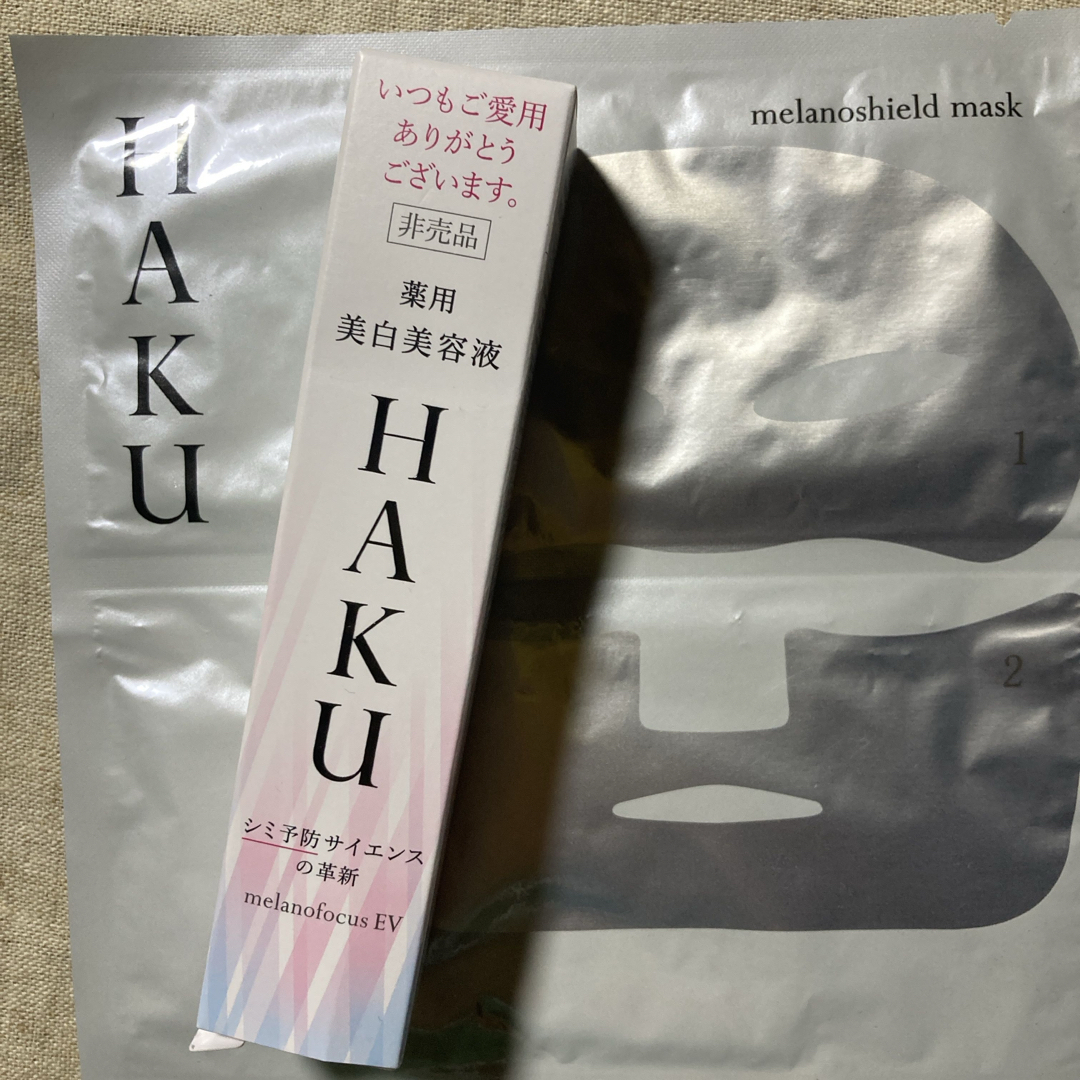 HAKU
melanoshield mask
1
2
いつもご愛用
ありがとう
ございます。
非売品
薬用
美白美容液
HAKU
シミ予防サイエンス
の革新
melanofocus EV